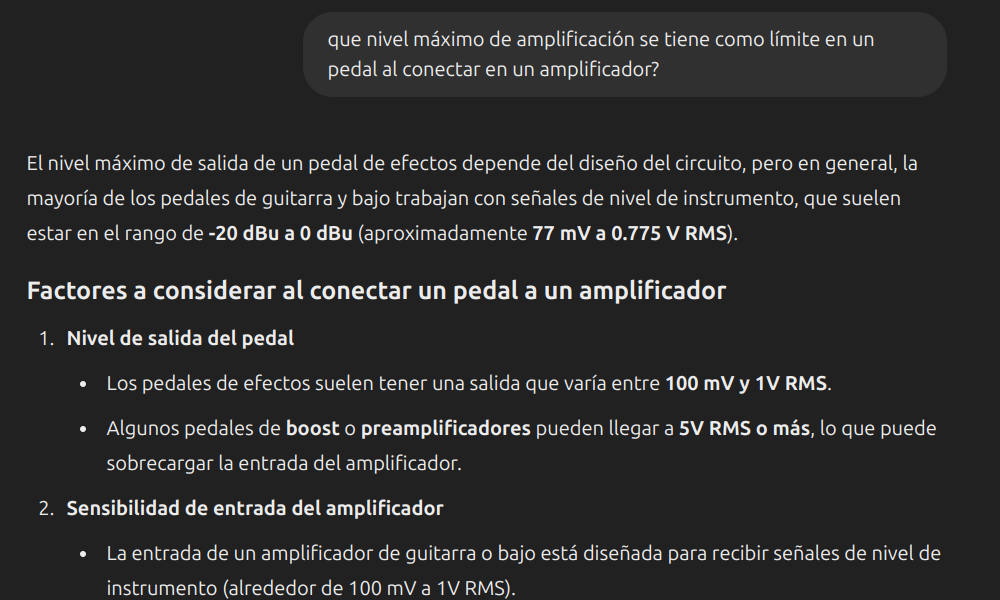 que nivel máximo de amplificación se tiene como límite en un
pedal al conectar en un amplificador?
El nivel máximo de salida de un pedal de efectos depende del diseño del circuito, pero en general, la
mayoría de los pedales de guitarra y bajo trabajan con señales de nivel de instrumento, que suelen
estar en el rango de -20 dBu a 0 dBu (aproximadamente 77 mV a 0.775 V RMS).
Factores a considerar al conectar un pedal a un amplificador
1. Nivel de salida del pedal
• Los pedales de efectos suelen tener una salida que varía entre 100 mV y 1V RMS.
• Algunos pedales de boost o preamplificadores pueden llegar a 5V RMS o más, lo que puede
sobrecargar la entrada del amplificador.
2. Sensibilidad de entrada del amplificador
• La entrada de un amplificador de guitarra o bajo está diseñada para recibir señales de nivel de
instrumento (alrededor de 100 mV a 1V RMS).